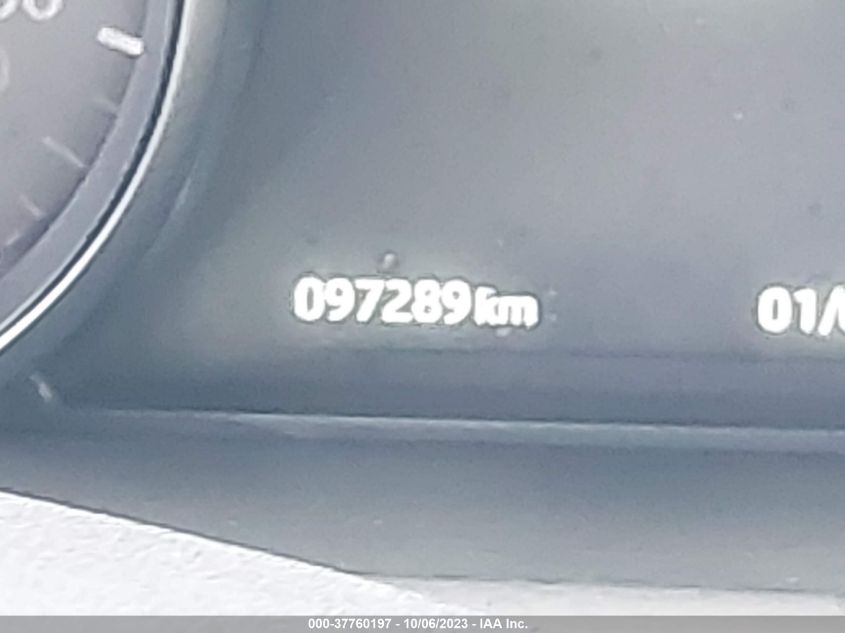 097289km
01/
000-37760197 - 10/06/2023 - IAA Inc.